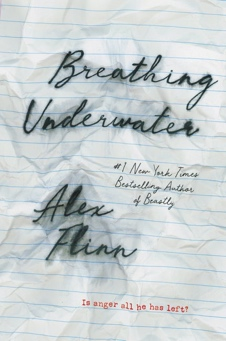 Breathing
Underwater
#1 New York Times
Bestselling Author
of Beastly
Alex
Flinn
Is anger all he has left?